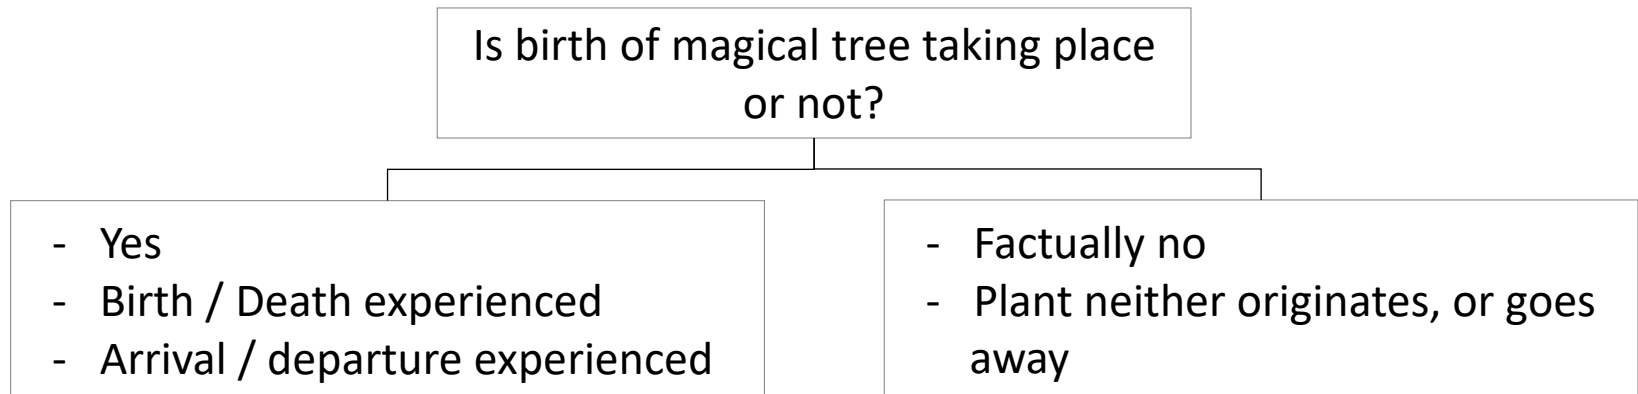 Is birth of magical tree taking place
or not?
- Yes
- Birth / Death experienced
- Arrival / departure experienced
- Factually no
- Plant neither originates, or goes
away